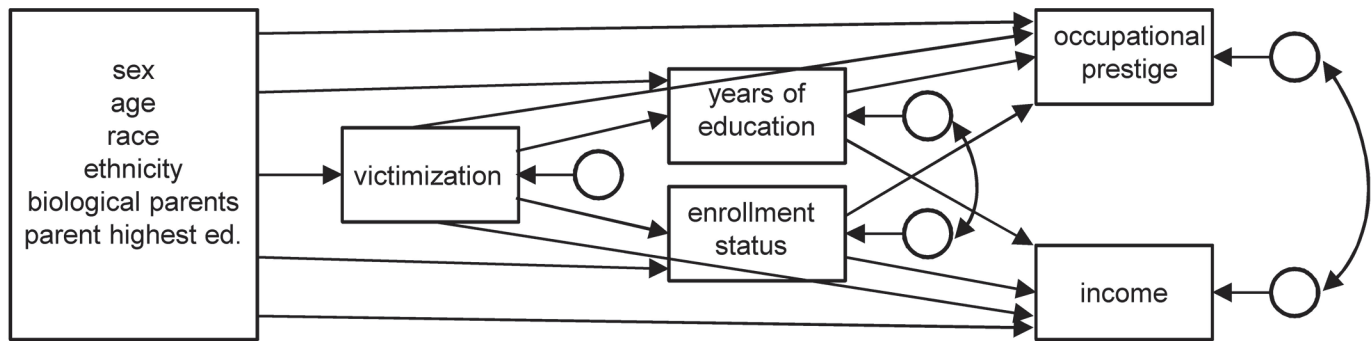 sex
age
race
ethnicity
biological parents
parent highest ed.
victimization
years of
education
enrollment
status
occupational
prestige
income